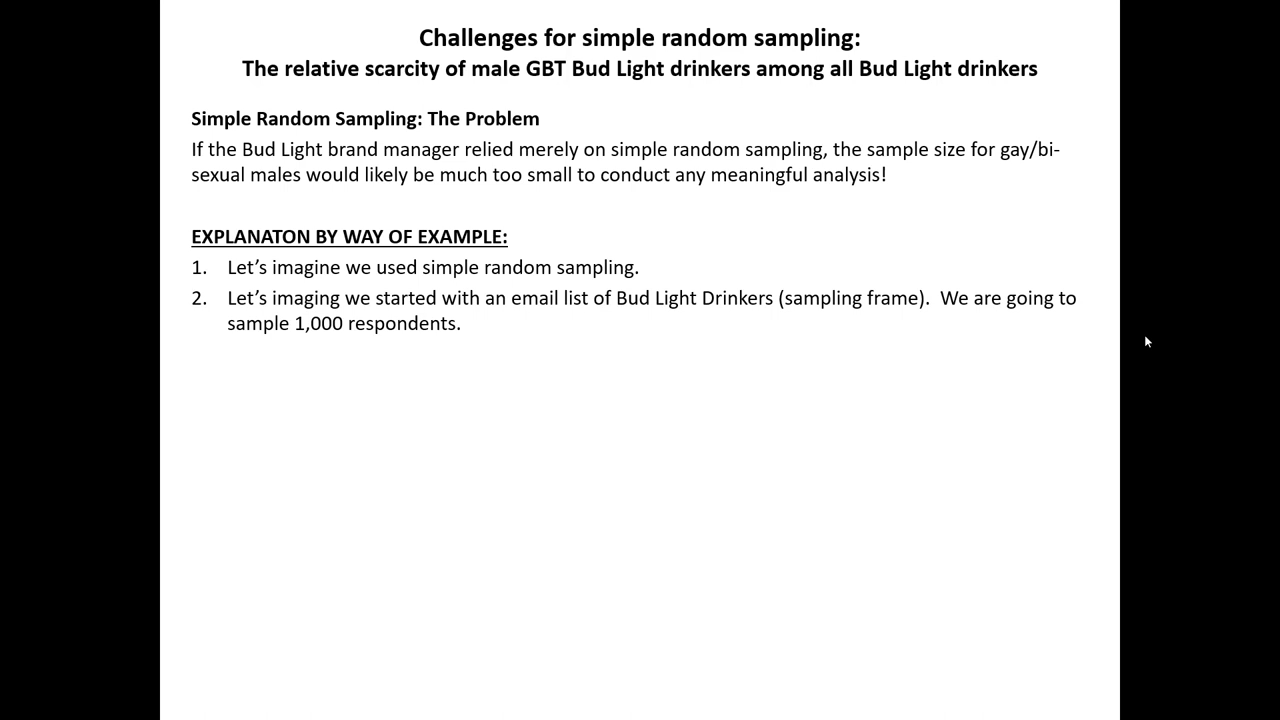 Challenges for simple random sampling:
The relative scarcity of male GBT Bud Light drinkers among all Bud Light drinkers
Simple Random Sampling: The Problem
If the Bud Light brand manager relied merely on simple random sampling, the sample size for gay/bi-
sexual males would likely be much too small to conduct any meaningful analysis!
EXPLANATON BY WAY OF EXAMPLE:
1. Let’s imagine we used simple random sampling.
2. Let’s imaging we started with an email list of Bud Light Drinkers (sampling frame).  We are going to
sample 1,000 respondents.